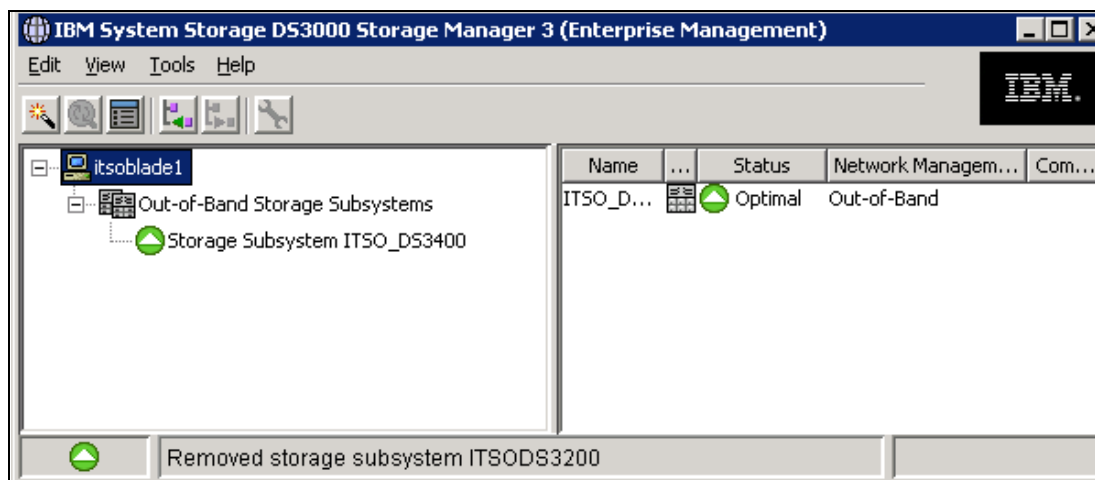 IBM System Storage DS3000 Storage Manager 3 (Enterprise Management)
Edit View Tools Help
IBM.
itsoblade1
Out-of-Band Storage Subsystems
Storage Subsystem ITSO_DS3400
Name ... Status Network Managem... Com...
ITSO_D... Optimal Out-of-Band
Removed storage subsystem ITSODS3200